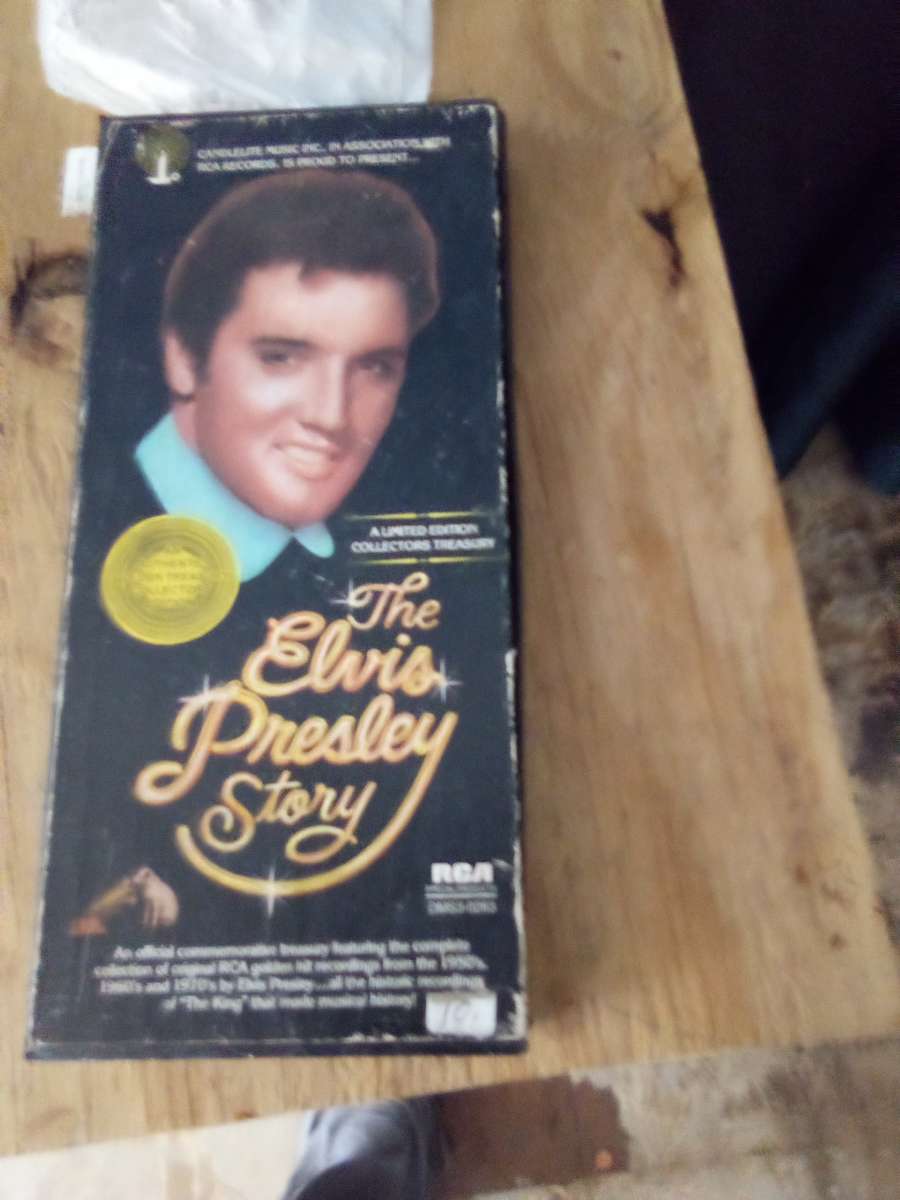 CANDLELITE MUSIC INC. IN ASSOCIATION WITH
RCA RECORDS, IS PROUD TO PRESENT...
A LIMITED EDITION
COLLECTORS TREASURY
The
Elvis
Presley
Story
RCA
SPECIAL PRODUCTS
An official commemorative treasury featuring the complete
collection of original RCA golden hit recordings from the 1950's,
1960's and 1970's by Elvis Presley...all the historic recordings
of "The King" that made musical history!